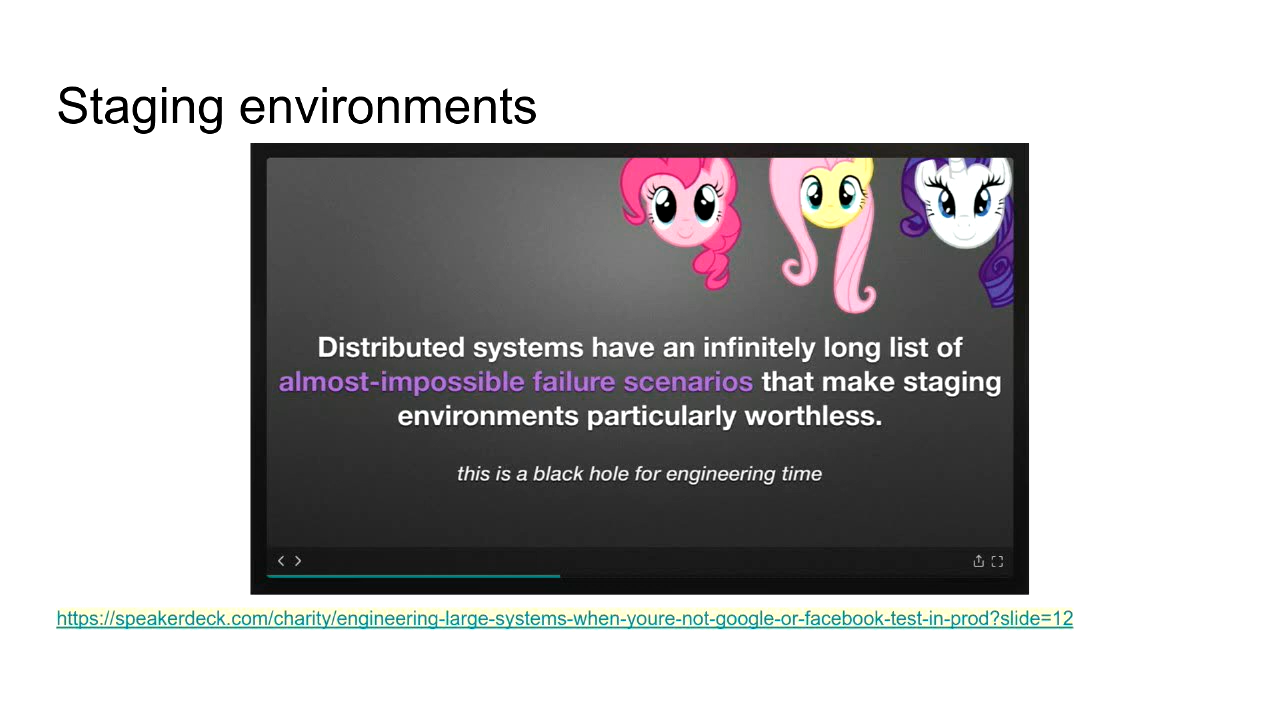 Staging environments
Distributed systems have an infinitely long list of
almost-impossible failure scenarios that make staging
environments particularly worthless.
this is a black hole for engineering time
https://speakerdeck.com/charity/engineering-large-systems-when-youre-not-google-or-facebook-test-in-prod?slide=12